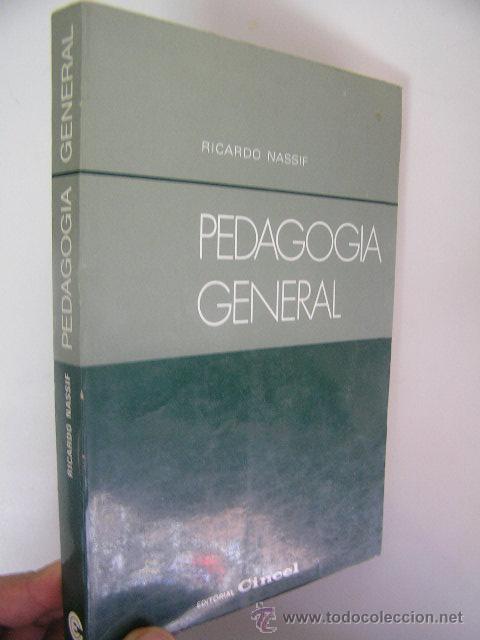 PEDAGOGIA GENERAL
RICARDO NASSIF
RICARDO NASSIF
PEDAGOGIA
GENERAL
EDITORIAL Cincel
www.todocoleccion.net